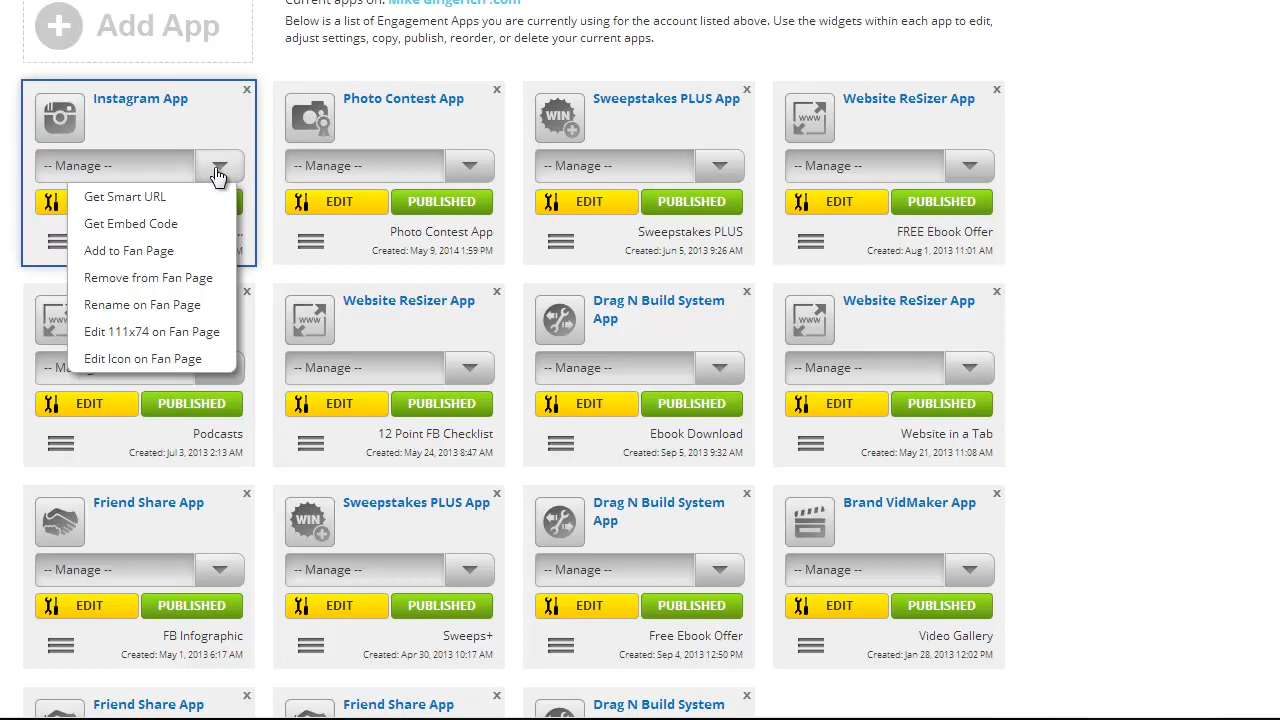 Current apps on: Mike Gingerich .com
Add App
Below is a list of Engagement Apps you are currently using for the account listed above. Use the widgets within each app to edit,
adjust settings, copy, publish, reorder, or delete your current apps.
x
Instagram App
-- Manage --
Get Smart URL
Get Embed Code
Add to Fan Page
Remove from Fan Page
Rename on Fan Page
Edit 111x74 on Fan Page
Edit Icon on Fan Page
x
Photo Contest App
-- Manage --
EDIT
PUBLISHED
Photo Contest App
Created: May 9, 2014 1:59 PM
x
Sweepstakes PLUS App
WIN
-- Manage --
EDIT
PUBLISHED
Sweepstakes PLUS
Created: Jun 5, 2013 9:26 AM
x
Website ReSizer App
WWW
-- Manage --
EDIT
PUBLISHED
FREE Ebook Offer
Created: Aug 1, 2013 11:01 AM
x
EDIT
PUBLISHED
Podcasts
Created: Jul 3, 2013 2:13 AM
x
Website ReSizer App
WWW
-- Manage --
EDIT
PUBLISHED
12 Point FB Checklist
Created: May 24, 2013 8:47 AM
x
Drag N Build System
App
-- Manage --
EDIT
PUBLISHED
Ebook Download
Created: Sep 5, 2013 9:32 AM
x
Website ReSizer App
WWW
-- Manage --
EDIT
PUBLISHED
Website in a Tab
Created: May 21, 2013 11:08 AM
x
Friend Share App
-- Manage --
EDIT
PUBLISHED
FB Infographic
Created: May 1, 2013 6:17 AM
x
Sweepstakes PLUS App
WIN
-- Manage --
EDIT
PUBLISHED
Sweeps+
Created: Apr 30, 2013 10:17 AM
x
Drag N Build System
App
-- Manage --
EDIT
PUBLISHED
Free Ebook Offer
Created: Sep 4, 2013 12:50 PM
x
Brand VidMaker App
-- Manage --
EDIT
PUBLISHED
Video Gallery
Created: Jan 28, 2013 12:02 PM
x
Friend Share App
x
Friend Share App
x
Drag N Build System